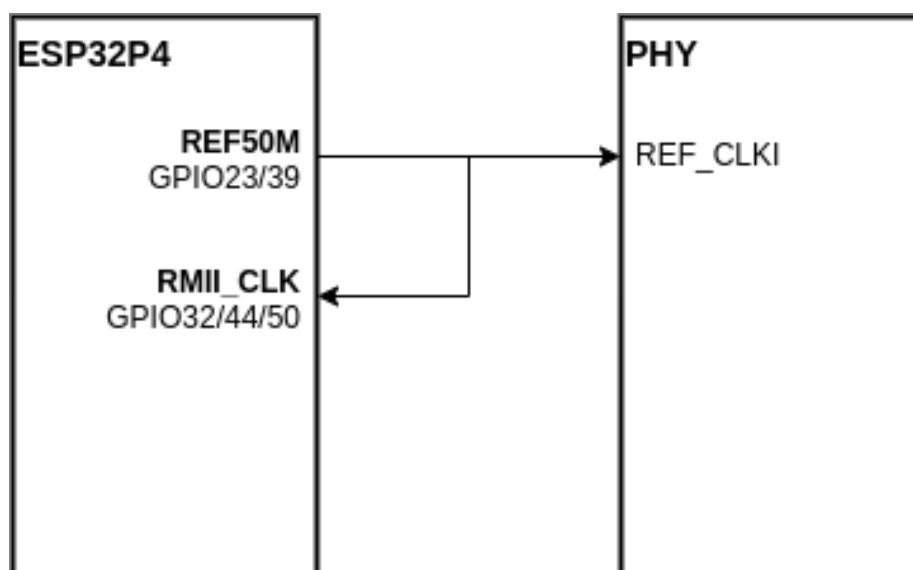 ESP32P4
PHY
REF50M
GPIO23/39
REF_CLKI
RMII_CLK
GPIO32/44/50